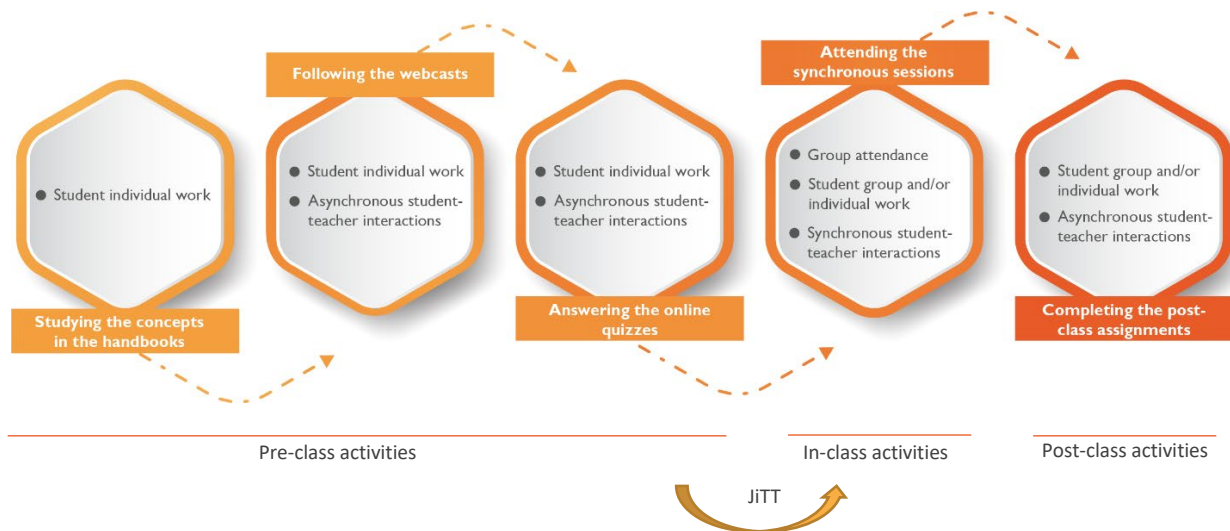 Studying the concepts
in the handbooks
● Student individual work
Following the webcasts
● Student individual work
● Asynchronous student-
teacher interactions
Answering the online
quizzes
● Student individual work
● Asynchronous student-
teacher interactions
Attending the
synchronous sessions
● Group attendance
● Student group and/or
individual work
● Synchronous student-
teacher interactions
Completing the post-
class assignments
● Student group and/or
individual work
● Asynchronous student-
teacher interactions
Pre-class activities
In-class activities
Post-class activities
JiTT